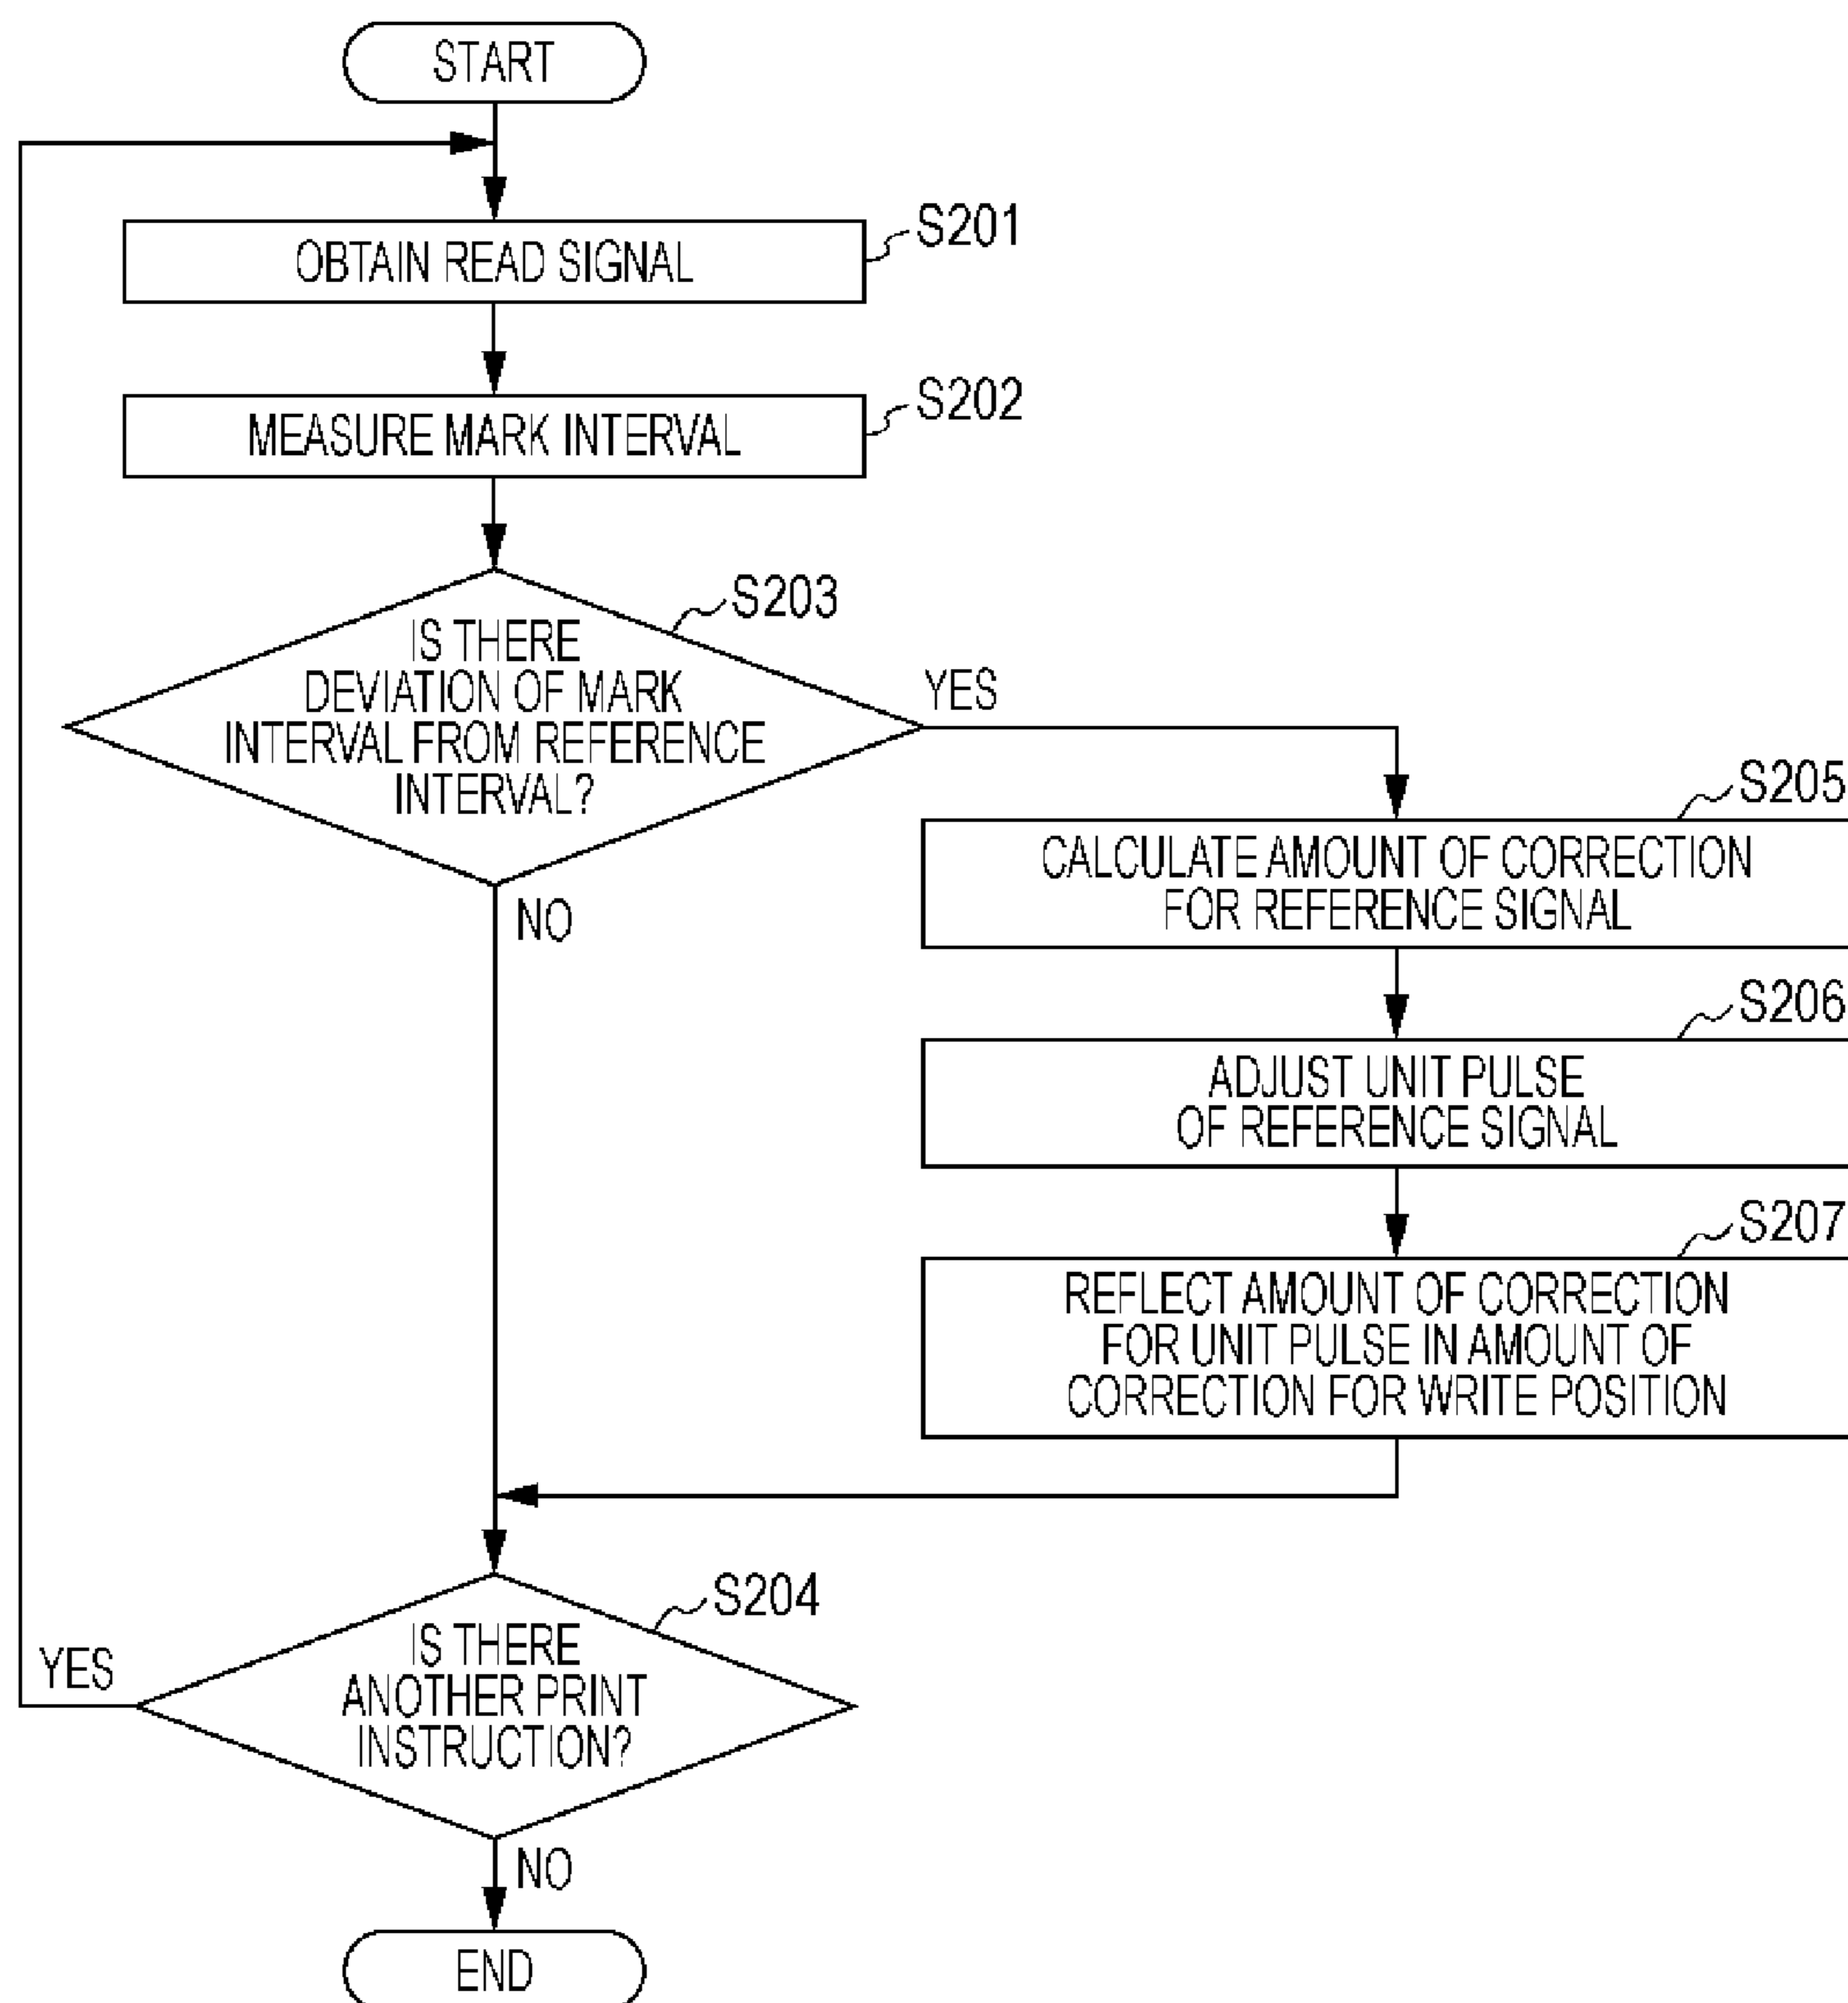 START
OBTAIN READ SIGNAL
S201
MEASURE MARK INTERVAL
S202
S203
IS THERE
DEVIATION OF MARK
INTERVAL FROM REFERENCE
INTERVAL?
YES
NO
S205
CALCULATE AMOUNT OF CORRECTION
FOR REFERENCE SIGNAL
S206
ADJUST UNIT PULSE
OF REFERENCE SIGNAL
S207
REFLECT AMOUNT OF CORRECTION
FOR UNIT PULSE IN AMOUNT OF
CORRECTION FOR WRITE POSITION
S204
IS THERE
ANOTHER PRINT
INSTRUCTION?
YES
NO
END